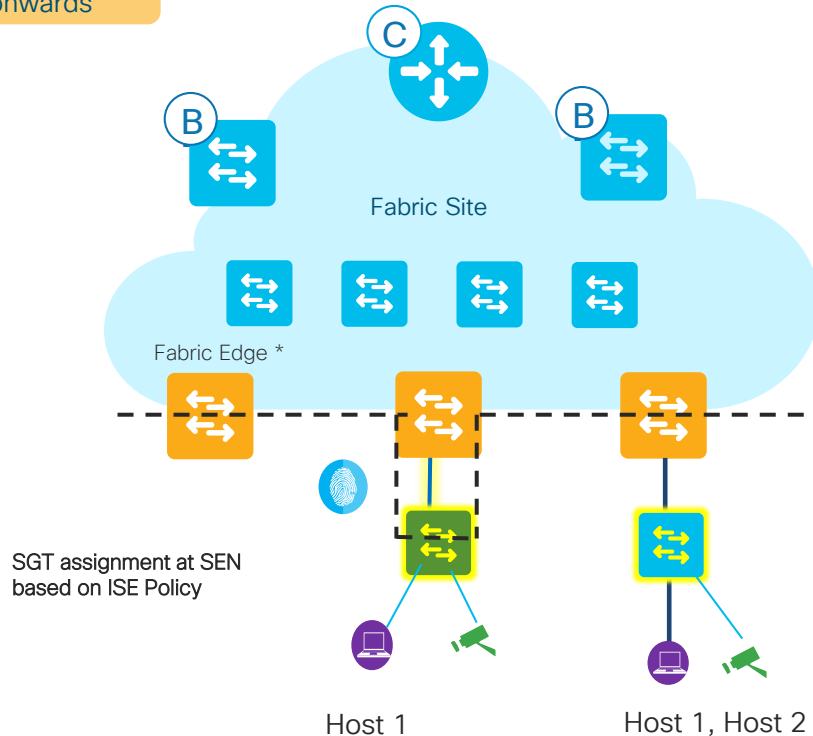 onwards
C
B
B
Fabric Site
Fabric Edge *
SGT assignment at SEN
based on ISE Policy
Host 1
Host 1, Host 2